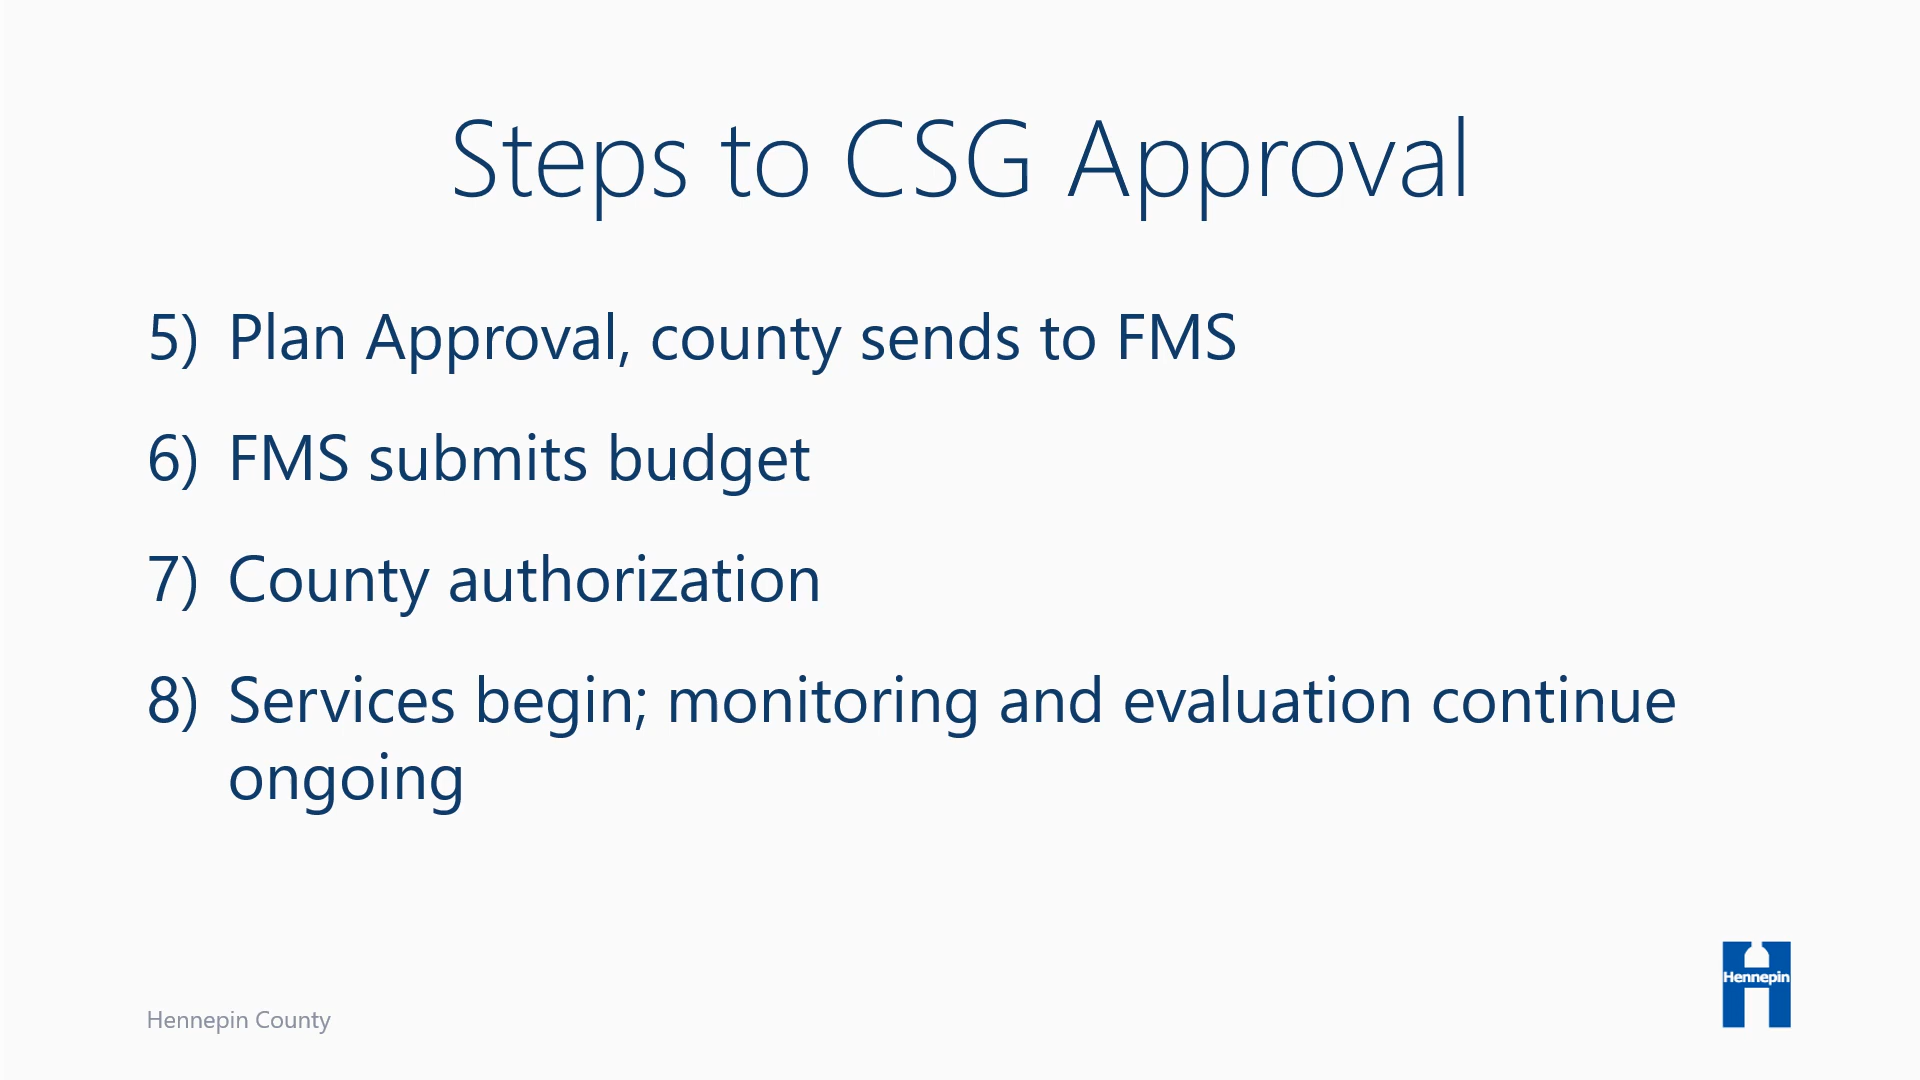 Steps to CSG Approval
5) Plan Approval, county sends to FMS
6) FMS submits budget
7) County authorization
8) Services begin; monitoring and evaluation continue
ongoing
Hennepin
Hennepin County